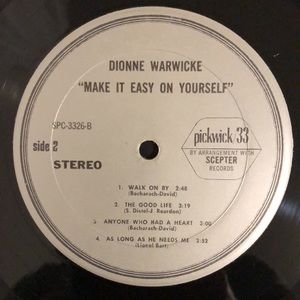 DIONNE WARWICKE
"MAKE IT EASY ON YOURSELF"
SPC-3326-B
side 2
STEREO
pickwick/33
BY ARRANGEMENT WITH
SCEPTER
RECORDS
1. WALK ON BY 2:48
(Bacharach-David)
2. THE GOOD LIFE 3:19
(S. Distel-J Reardon)
3. ANYONE WHO HAD A HEART 3:00
(Bacharach-David)
4. AS LONG AS HE NEEDS ME 2:52
(Lionel Bart)